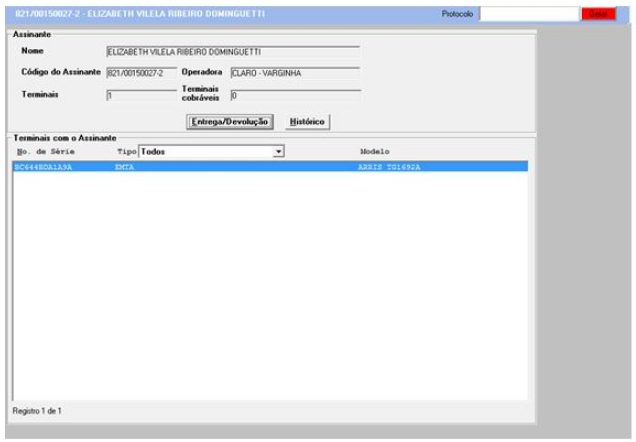 821/00150027-2 - ELIZABETH VILELA RIBEIRO DOMINGUETTI
Protocolo
Gerar
Assinante
Nome ELIZABETH VILELA RIBEIRO DOMINGUETTI
Código do Assinante 821/00150027-2 Operadora CLARO - VARGINHA
Terminais 1 Terminais cobráveis 0
Entrega/Devolução Histórico
Terminais com o Assinante
No. de Série Tipo Todos Modelo
EMTA ARRIS TG1692A
Registro 1 de 1